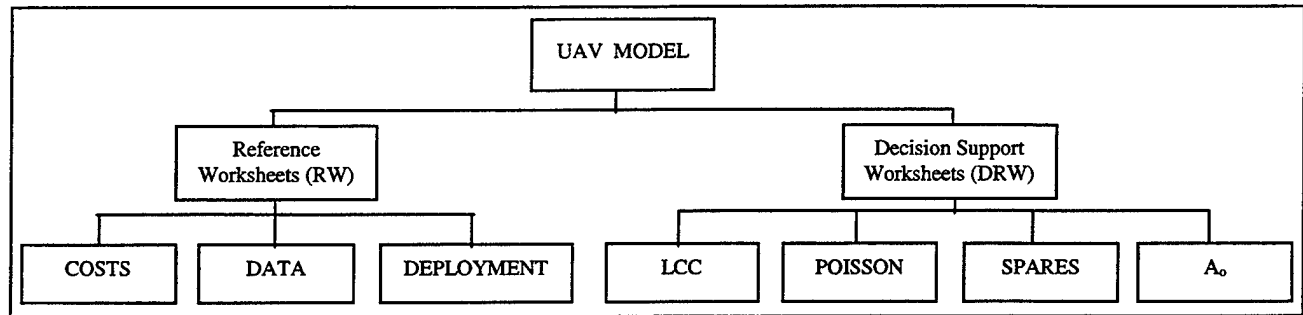 UAV MODEL
Reference
Worksheets (RW)
Decision Support
Worksheets (DRW)
COSTS
DATA
DEPLOYMENT
LCC
POISSON
SPARES
Aₒ